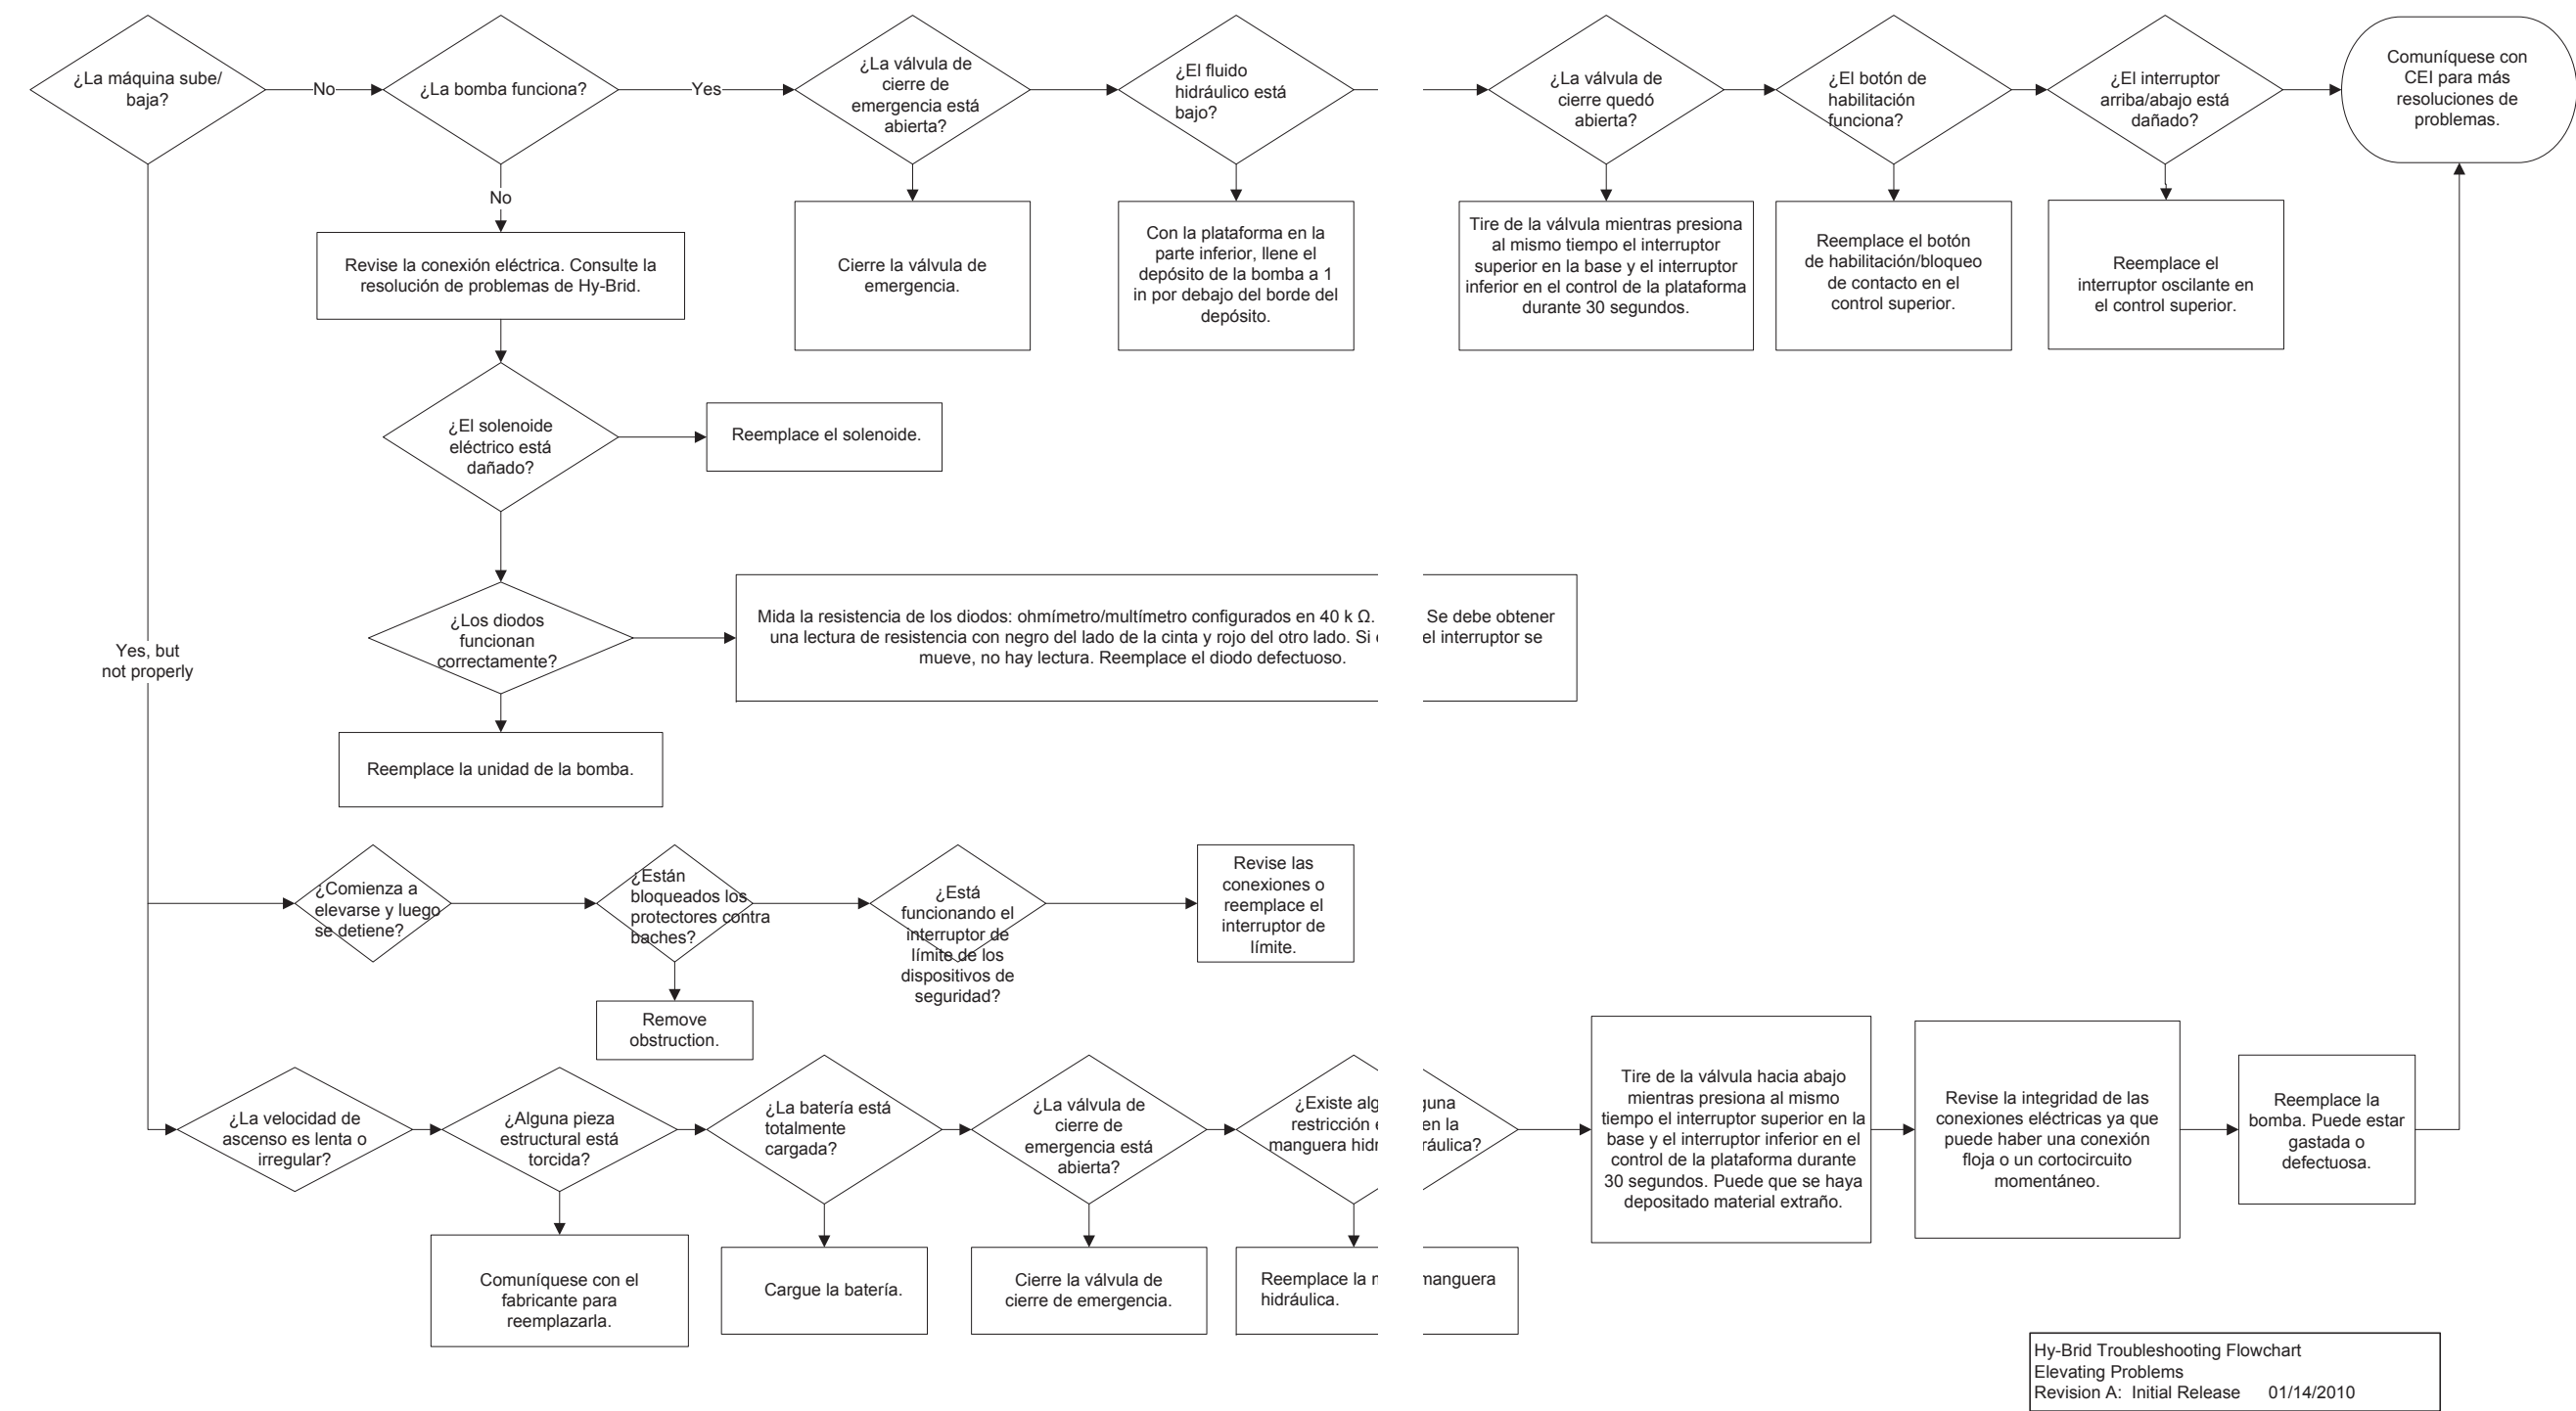 ¿La máquina sube/
baja?
No
¿La bomba funciona?
Yes
¿La válvula de
cierre de
emergencia está
abierta?
¿El fluido
hidráulico está
bajo?
¿La válvula de
cierre quedó
abierta?
¿El botón de
habilitación
funciona?
¿El interruptor
arriba/abajo está
dañado?
Comuníquese con
CEI para más
resoluciones de
problemas.
No
Revise la conexión eléctrica. Consulte la
resolución de problemas de Hy-Brid.
Cierre la válvula de
emergencia.
Con la plataforma en la
parte inferior, llene el
depósito de la bomba a 1
in por debajo del borde del
depósito.
Tire de la válvula mientras presiona
al mismo tiempo el interruptor
superior en la base y el interruptor
inferior en el control de la plataforma
durante 30 segundos.
Reemplace el botón
de habilitación/bloqueo
de contacto en el
control superior.
Reemplace el
interruptor oscilante en
el control superior.
¿El solenoide
eléctrico está
dañado?
Reemplace el solenoide.
¿Los diodos
funcionan
correctamente?
Mida la resistencia de los diodos: ohmímetro/multímetro configurados en 40 k Ω. Se debe obtener
una lectura de resistencia con negro del lado de la cinta y rojo del otro lado. Si el interruptor se
mueve, no hay lectura. Reemplace el diodo defectuoso.
Yes, but
not properly
Reemplace la unidad de la bomba.
¿Comienza a
elevarse y luego
se detiene?
¿Están
bloqueados los
protectores contra
baches?
¿Está
funcionando el
interruptor de
límite de los
dispositivos de
seguridad?
Revise las
conexiones o
reemplace el
interruptor de
límite.
Remove
obstruction.
¿La velocidad de
ascenso es lenta o
irregular?
¿Alguna pieza
estructural está
torcida?
¿La batería está
totalmente
cargada?
¿La válvula de
cierre de
emergencia está
abierta?
¿Existe alguna
restricción en la
manguera hidráulica?
Tire de la válvula hacia abajo
mientras presiona al mismo
tiempo el interruptor superior en la
base y el interruptor inferior en el
control de la plataforma durante
30 segundos. Puede que se haya
depositado material extraño.
Revise la integridad de las
conexiones eléctricas ya que
puede haber una conexión
floja o un cortocircuito
momentáneo.
Reemplace la
bomba. Puede estar
gastada o
defectuosa.
Comuníquese con el
fabricante para
reemplazarla.
Cargue la batería.
Cierre la válvula de
cierre de emergencia.
Reemplace la manguera
hidráulica.
Hy-Brid Troubleshooting Flowchart
Elevating Problems
Revision A: Initial Release 01/14/2010